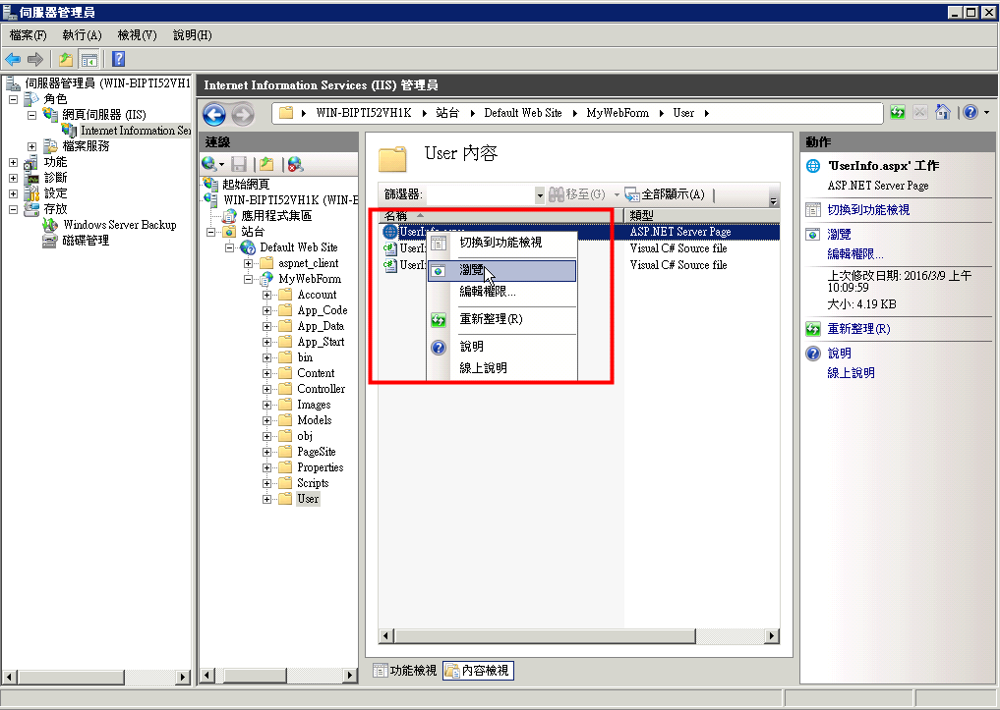 伺服器管理員
檔案(F) 執行(A) 檢視(V) 說明(H)
伺服器管理員 (WIN-BIPTI52VH1
角色
網頁伺服器 (IIS)
Internet Information Ser
檔案服務
功能
診斷
設定
存放
Windows Server Backup
磁碟管理
Internet Information Services (IIS) 管理員
WIN-BIPTI52VH1K 站台 Default Web Site MyWebForm User
連線
起始網頁
WIN-BIPTI52VH1K (WIN-E
應用程式集區
站台
Default Web Site
aspnet_client
MyWebForm
Account
App_Code
App_Data
App_Start
bin
Content
Controller
Images
Models
obj
PageSite
Properties
Scripts
User
User 內容
篩選器: 移至(G) 全部顯示(A)
名稱 類型
UserInfo.aspx ASP.NET Server Page
UserI Visual C# Source file
UserI Visual C# Source file
切換到功能檢視
瀏覽
編輯權限...
重新整理(R)
說明
線上說明
功能檢視 內容檢視
動作
'UserInfo.aspx' 工作
ASP.NET Server Page
切換到功能檢視
瀏覽
編輯權限...
上次修改日期: 2016/3/9 上午
10:09:59
大小: 4.19 KB
重新整理(R)
說明
線上說明